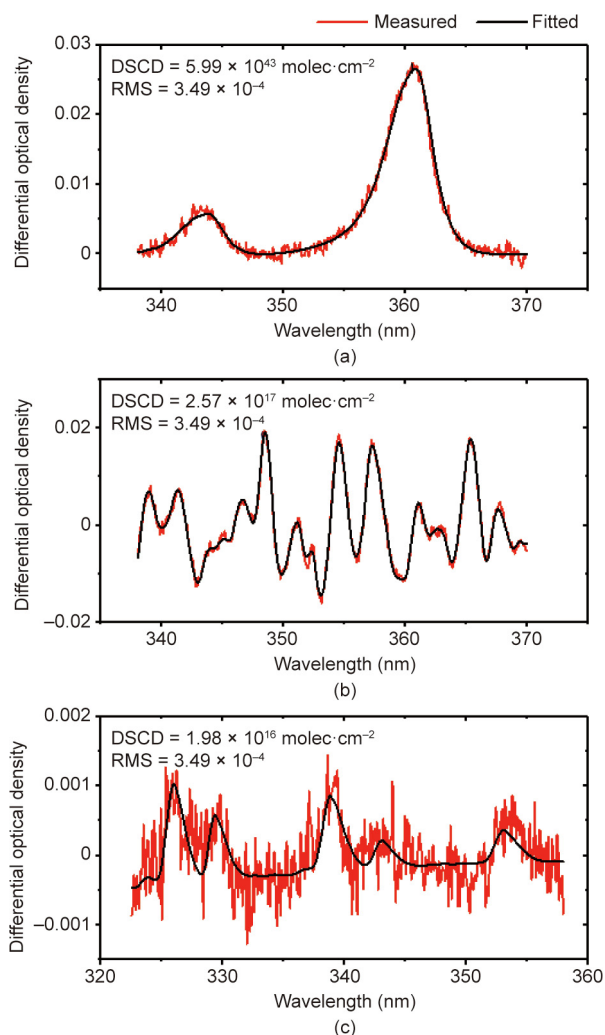 Measured Fitted
0.03
DSCD = 5.99 × 10⁴³ molec·cm⁻²
RMS = 3.49 × 10⁻⁴
0.02
0.01
0
Differential optical density
340 350 360 370
Wavelength (nm)
(a)
DSCD = 2.57 × 10¹⁷ molec·cm⁻²
RMS = 3.49 × 10⁻⁴
0.02
0
–0.02
Differential optical density
340 350 360 370
Wavelength (nm)
(b)
0.002
DSCD = 1.98 × 10¹⁶ molec·cm⁻²
RMS = 3.49 × 10⁻⁴
0.001
0
–0.001
Differential optical density
320 330 340 350 360
Wavelength (nm)
(c)